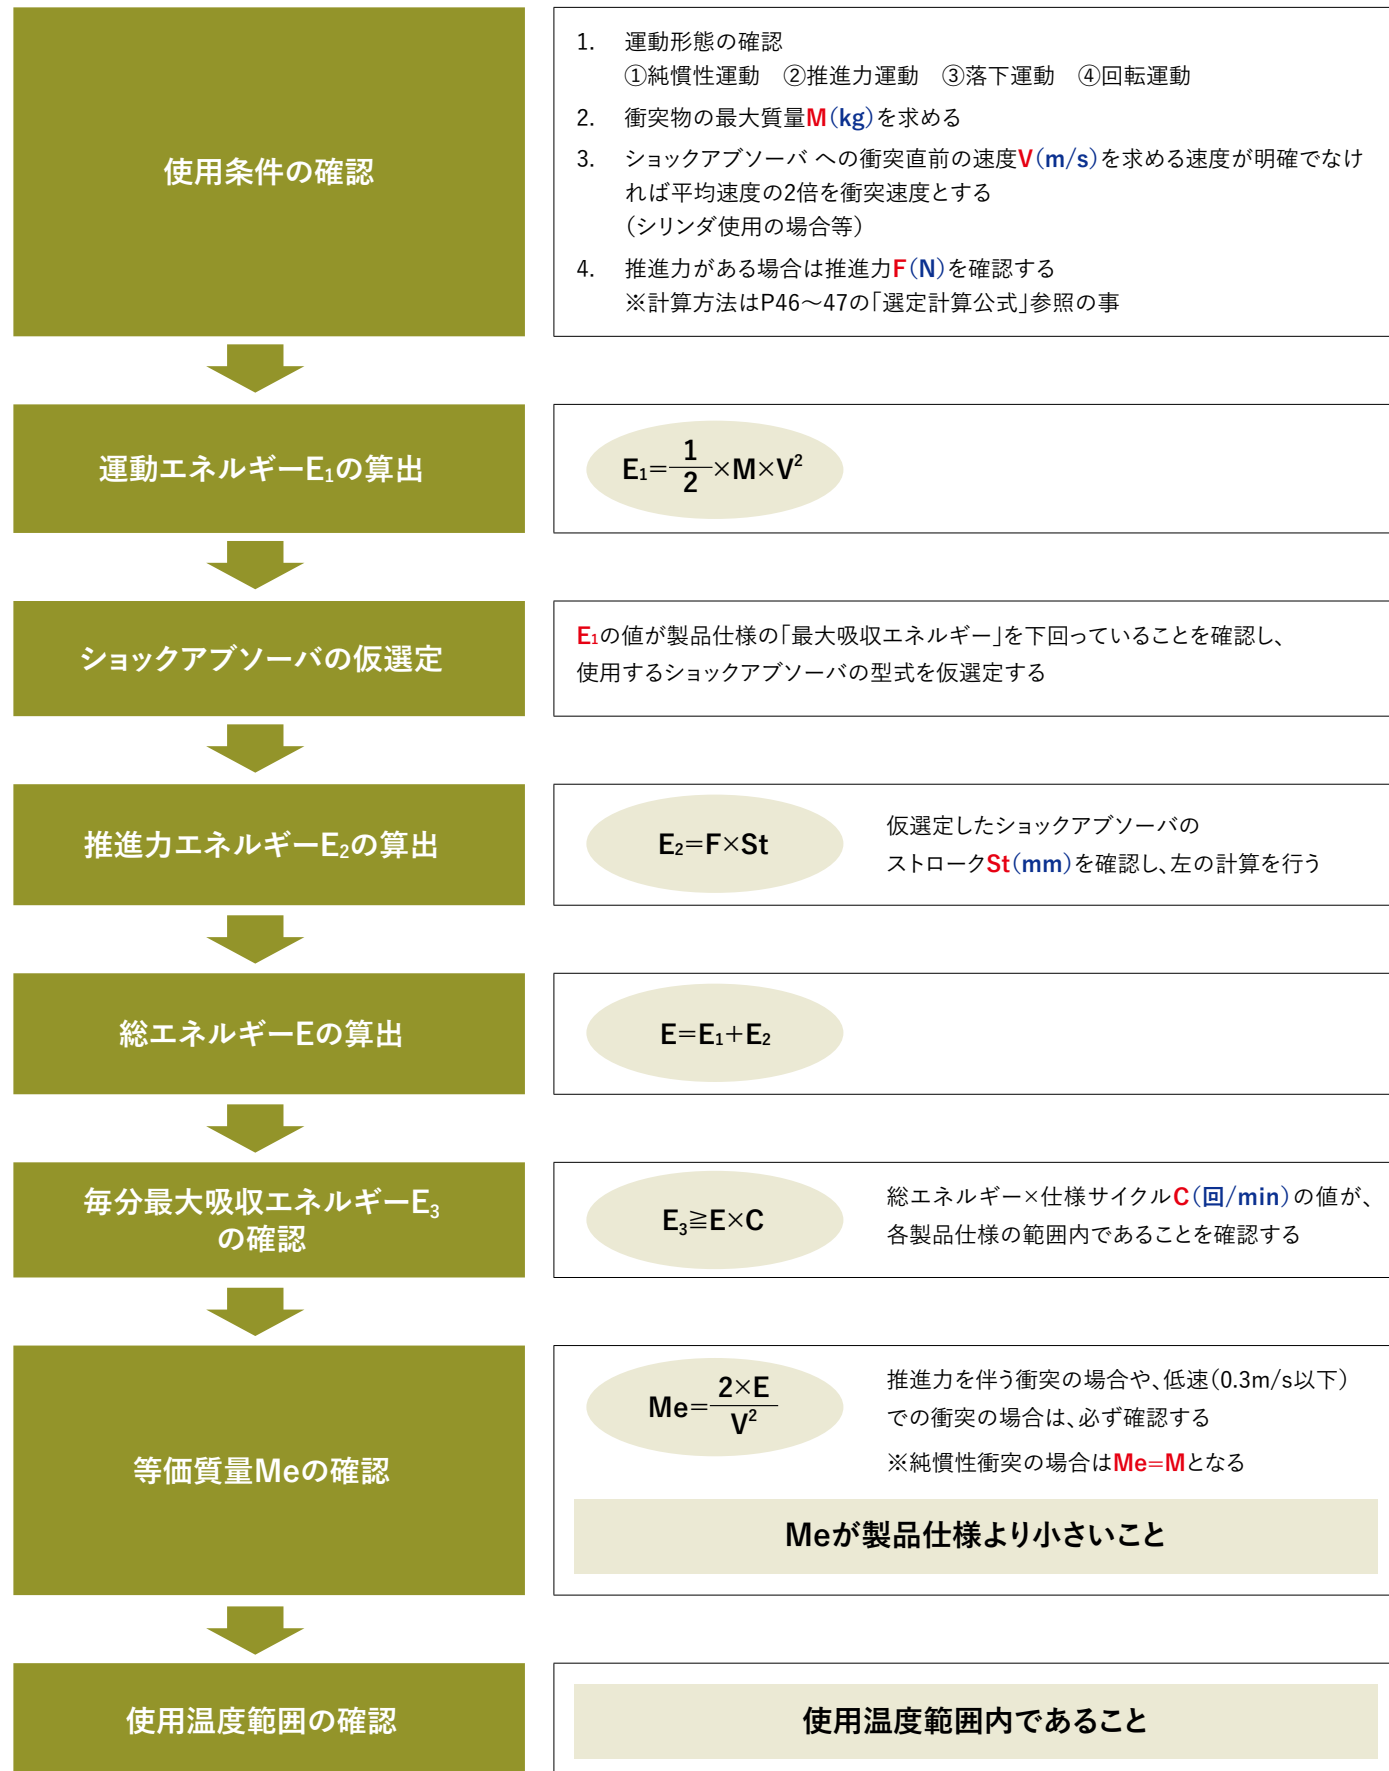 使用条件の確認
1. 運動形態の確認
①純慣性運動 ②推進力運動 ③落下運動 ④回転運動
2. 衝突物の最大質量M(kg)を求める
3. ショックアブソーバ への衝突直前の速度V(m/s)を求める速度が明確でなけ
れば平均速度の2倍を衝突速度とする
(シリンダ使用の場合等)
4. 推進力がある場合は推進力F(N)を確認する
※計算方法はP46～47の「選定計算公式」参照の事
運動エネルギーE₁の算出
E₁=1/2×M×V²
ショックアブソーバの仮選定
E₁の値が製品仕様の「最大吸収エネルギー」を下回っていることを確認し、
使用するショックアブソーバの型式を仮選定する
推進力エネルギーE₂の算出
E₂=F×St
仮選定したショックアブソーバの
ストロークSt(mm)を確認し、左の計算を行う
総エネルギーEの算出
E=E₁+E₂
毎分最大吸収エネルギーE₃
の確認
E₃≧E×C
総エネルギー×仕様サイクルC(回/min)の値が、
各製品仕様の範囲内であることを確認する
等価質量Meの確認
Me=2×E/V²
推進力を伴う衝突の場合や、低速(0.3m/s以下)
での衝突の場合は、必ず確認する
※純慣性衝突の場合はMe=Mとなる
Meが製品仕様より小さいこと
使用温度範囲の確認
使用温度範囲内であること